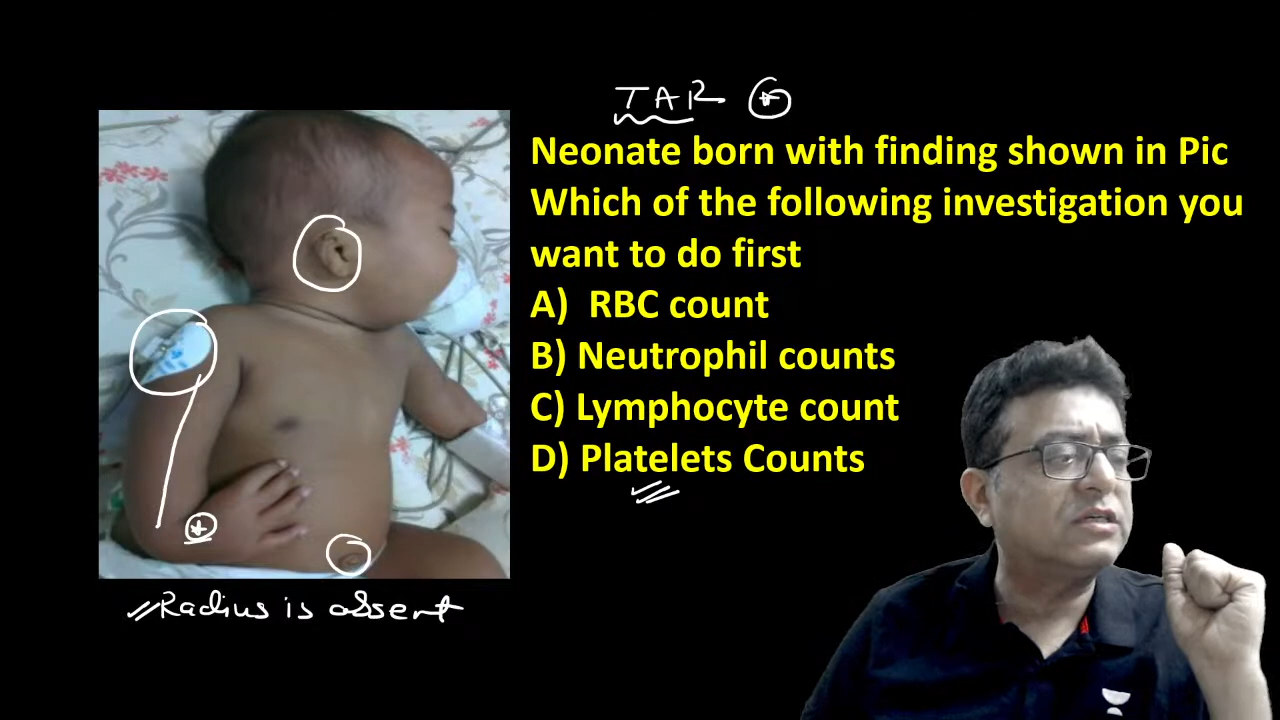 TAR
Neonate born with finding shown in Pic
Which of the following investigation you
want to do first
A) RBC count
B) Neutrophil counts
C) Lymphocyte count
D) Platelets Counts
Radius is absent